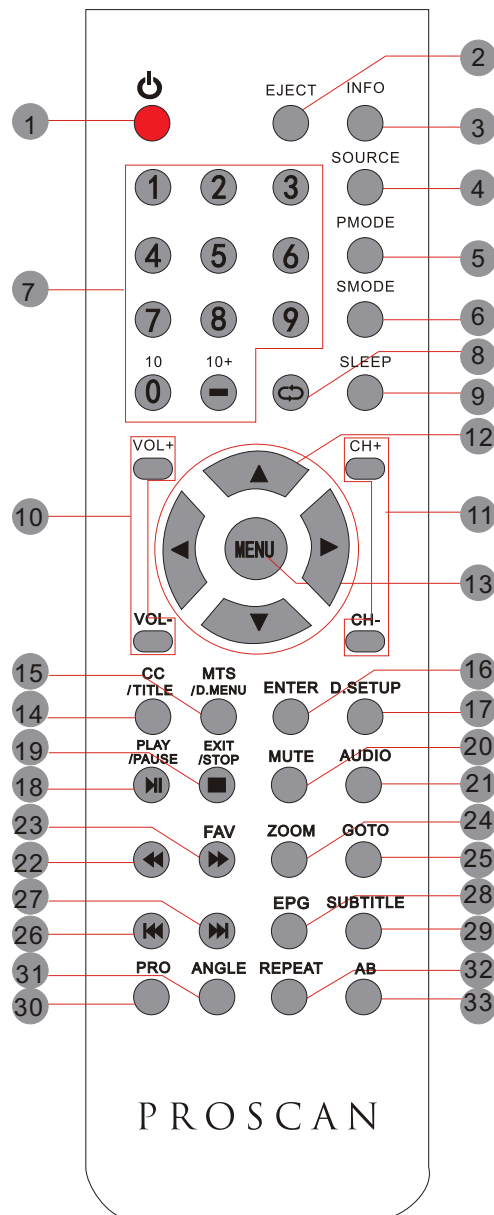 2
EJECT INFO
1
3
SOURCE
1 2 3
4
PMODE
4 5 6
5
7
SMODE
7 8 9
6
8
10 10+ SLEEP
0
9
12
VOL+ CH+
10
11
MENU
13
VOL- CH-
15
CC
/TITLE
MTS
/D.MENU
ENTER D.SETUP
16
14
17
19
PLAY
/PAUSE
EXIT
/STOP
MUTE AUDIO
20
18
21
23
FAV ZOOM GOTO
24
22
25
27
EPG SUBTITLE
28
26
29
31
PRO ANGLE REPEAT AB
32
30
33
PROSCAN